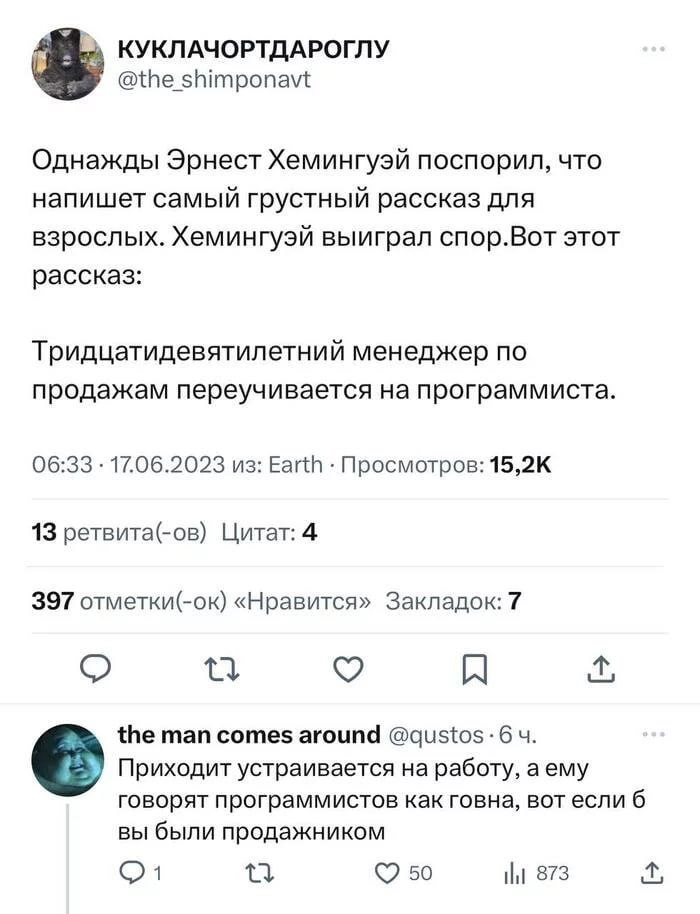 КУКЛАЧОРТДАРОГЛУ
@the_shimponavt
Однажды Эрнест Хемингуэй поспорил, что
напишет самый грустный рассказ для
взрослых. Хемингуэй выиграл спор.Вот этот
рассказ:
Тридцатидевятилетний менеджер по
продажам переучивается на программиста.
06:33 · 17.06.2023 из: Earth · Просмотров: 15,2K
13 ретвита(-ов) Цитат: 4
397 отметки(-ок) «Нравится» Закладок: 7
the man comes around @qustos · 6 ч.
Приходит устраивается на работу, а ему
говорят программистов как говна, вот если б
вы были продажником
1 50 873